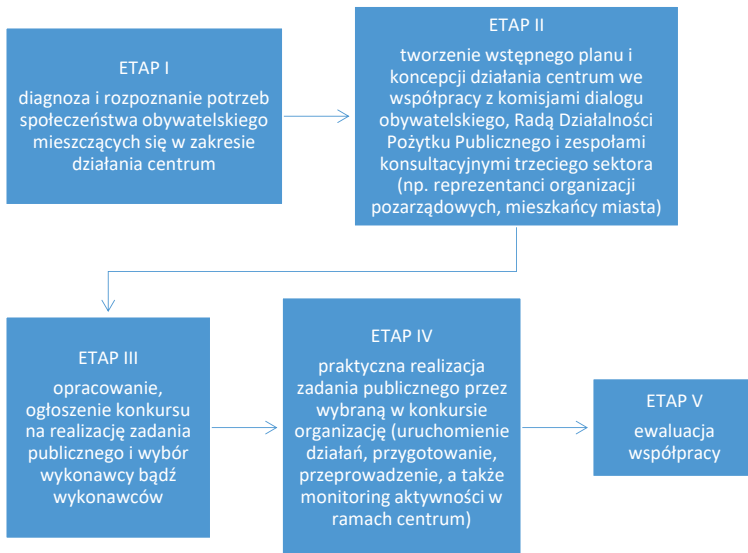 ETAP I
diagnoza i rozpoznanie potrzeb
społeczeństwa obywatelskiego
mieszczących się w zakresie
działania centrum
ETAP II
tworzenie wstępnego planu i
koncepcji działania centrum we
współpracy z komisjami dialogu
obywatelskiego, Radą Działalności
Pożytku Publicznego i zespołami
konsultacyjnymi trzeciego sektora
(np. reprezentanci organizacji
pozarządowych, mieszkańcy miasta)
ETAP III
opracowanie,
ogłoszenie konkursu
na realizację zadania
publicznego i wybór
wykonawcy bądź
wykonawców
ETAP IV
praktyczna realizacja
zadania publicznego przez
wybraną w konkursie
organizację (uruchomienie
działań, przygotowanie,
przeprowadzenie, a także
monitoring aktywności w
ramach centrum)
ETAP V
ewaluacja
współpracy